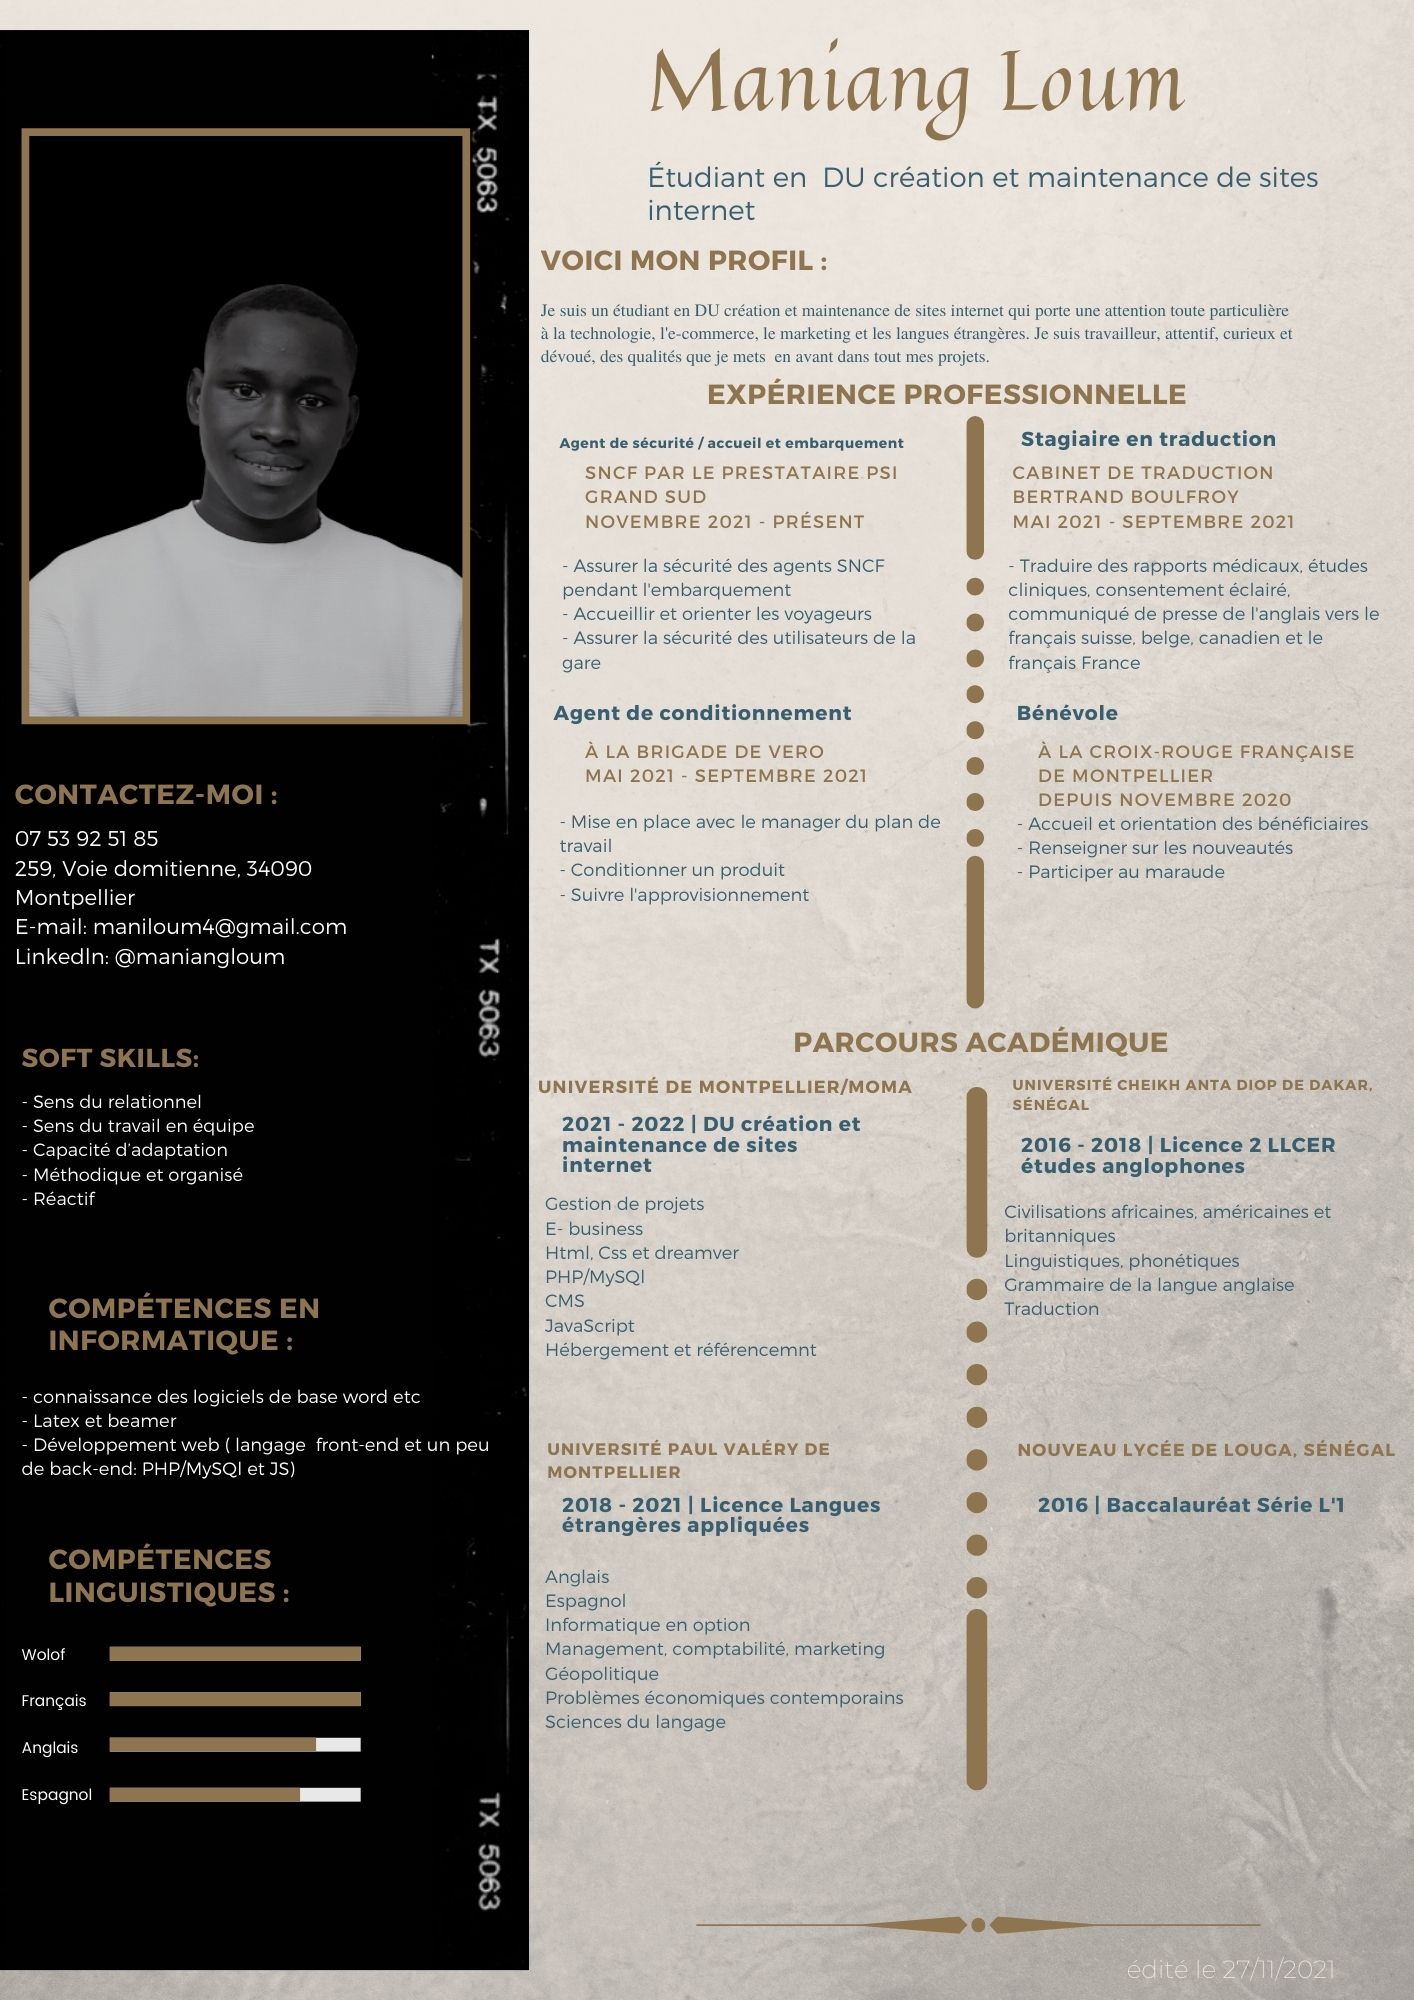 Maniang Loum
Étudiant en DU création et maintenance de sites
internet
VOICI MON PROFIL :
Je suis un étudiant en DU création et maintenance de sites internet qui porte une attention toute particulière
à la technologie, l'e-commerce, le marketing et les langues étrangères. Je suis travailleur, attentif, curieux et
dévoué, des qualités que je mets en avant dans tout mes projets.
EXPÉRIENCE PROFESSIONNELLE
Agent de sécurité / accueil et embarquement
SNCF PAR LE PRESTATAIRE PSI
GRAND SUD
NOVEMBRE 2021 - PRÉSENT
- Assurer la sécurité des agents SNCF
pendant l'embarquement
- Accueillir et orienter les voyageurs
- Assurer la sécurité des utilisateurs de la
gare
Stagiaire en traduction
CABINET DE TRADUCTION
BERTRAND BOULFROY
MAI 2021 - SEPTEMBRE 2021
- Traduire des rapports médicaux, études
cliniques, consentement éclairé,
communiqué de presse de l'anglais vers le
français suisse, belge, canadien et le
français France
Agent de conditionnement
À LA BRIGADE DE VERO
MAI 2021 - SEPTEMBRE 2021
- Mise en place avec le manager du plan de
travail
- Conditionner un produit
- Suivre l'approvisionnement
Bénévole
À LA CROIX-ROUGE FRANÇAISE
DE MONTPELLIER
DEPUIS NOVEMBRE 2020
- Accueil et orientation des bénéficiaires
- Renseigner sur les nouveautés
- Participer au maraude
PARCOURS ACADÉMIQUE
UNIVERSITÉ DE MONTPELLIER/MOMA
2021 - 2022 | DU création et
maintenance de sites
internet
Gestion de projets
E- business
Html, Css et dreamver
PHP/MySQl
CMS
JavaScript
Hébergement et référencemnt
UNIVERSITÉ CHEIKH ANTA DIOP DE DAKAR,
SÉNÉGAL
2016 - 2018 | Licence 2 LLCER
études anglophones
Civilisations africaines, américaines et
britanniques
Linguistiques, phonétiques
Grammaire de la langue anglaise
Traduction
UNIVERSITÉ PAUL VALÉRY DE
MONTPELLIER
2018 - 2021 | Licence Langues
étrangères appliquées
Anglais
Espagnol
Informatique en option
Management, comptabilité, marketing
Géopolitique
Problèmes économiques contemporains
Sciences du langage
NOUVEAU LYCÉE DE LOUGA, SÉNÉGAL
2016 | Baccalauréat Série L'1
TX 5063
CONTACTEZ-MOI :
07 53 92 51 85
259, Voie domitienne, 34090
Montpellier
E-mail: maniloum4@gmail.com
LinkedIn: @maniangloum
TX 5063
SOFT SKILLS:
- Sens du relationnel
- Sens du travail en équipe
- Capacité d'adaptation
- Méthodique et organisé
- Réactif
COMPÉTENCES EN
INFORMATIQUE :
- connaissance des logiciels de base word etc
- Latex et beamer
- Développement web ( langage front-end et un peu
de back-end: PHP/MySQl et JS)
COMPÉTENCES
LINGUISTIQUES :
Wolof
Français
Anglais
Espagnol
TX 5063
édité le 27/11/2021